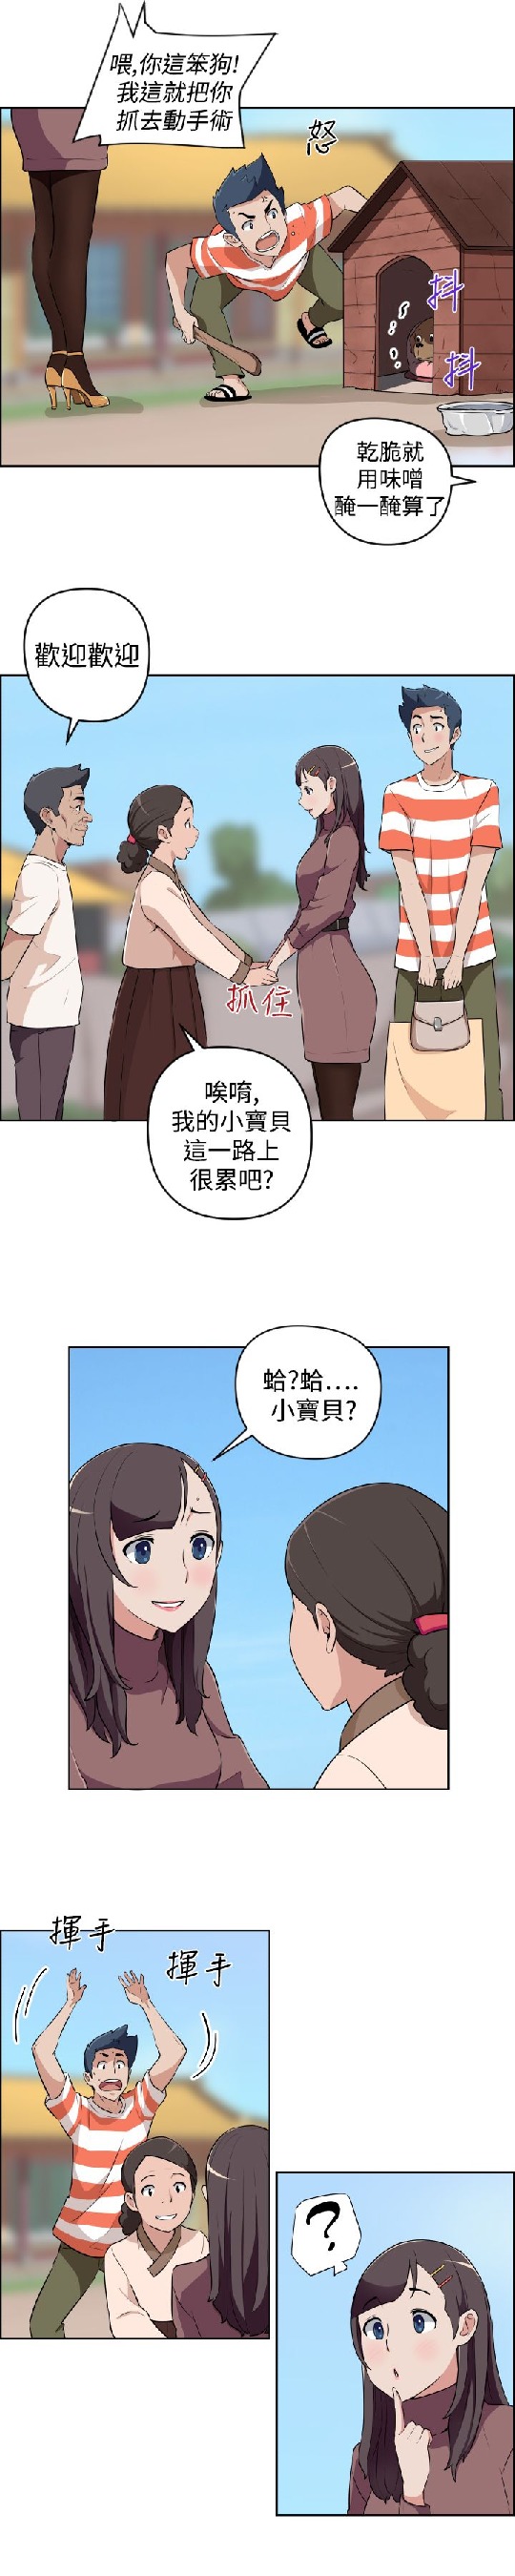 喂,你這笨狗!
我這就把你
抓去動手術
怒
抖
抖
乾脆就
用味噌
醃一醃算了
歡迎歡迎
抓住
唉唷,
我的小寶貝
這一路上
很累吧?
蛤?蛤....
小寶貝?
揮手
揮手
?